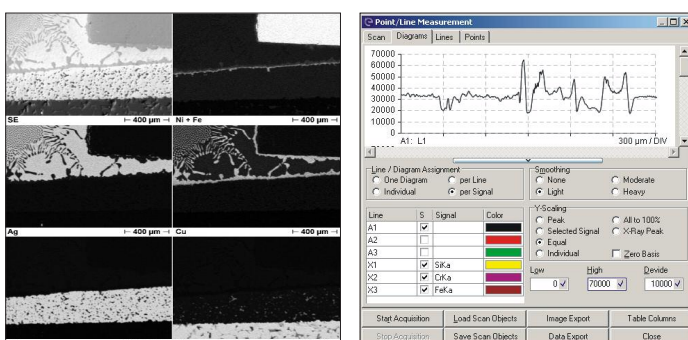 SE
⊢ 400 µm ⊣
Ni + Fe
⊢ 400 µm ⊣
Ag
⊢ 400 µm ⊣
Cu
⊢ 400 µm ⊣
Point/Line Measurement
Scan Diagrams Lines Points
70000
60000
50000
40000
30000
20000
10000
0
A1: L1
300 µm / DIV
Line / Diagram Assignment
One Diagram
per Line
Individual
per Signal
Smoothing
None
Moderate
Light
Heavy
Line S Signal Color
A1
A2
A3
X1 SiKa
X2 CrKa
X3 FeKa
Y-Scaling
Peak
All to 100%
Selected Signal
X-Ray Peak
Equal
Individual
Zero Basis
Low High Devide
0 70000 10000
Start Acquisition Load Scan Objects Image Export Table Columns
Stop Acquisition Save Scan Objects Data Export Close